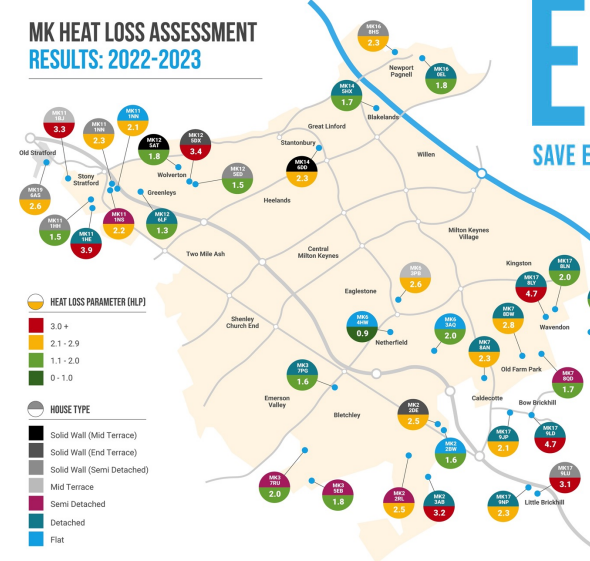 MK HEAT LOSS ASSESSMENT
RESULTS: 2022-2023
E
SAVE E
MK16
8HS
2.3
Newport
Pagnell
MK16
0EL
1.8
MK14
5HX
1.7
Blakelands
Great Linford
Stantonbury
MK14
6DD
2.3
Willen
MK11
1BJ
3.3
MK11
1NN
2.3
MK11
1NN
2.1
MK12
5AT
1.8
MK12
5DX
3.4
Old Stratford
Stony
Stratford
Wolverton
MK12
5ED
1.5
Greenleys
MK19
6AS
2.6
MK11
1HH
1.5
MK11
1HE
3.9
MK11
1NS
2.2
MK12
6LF
1.3
Heelands
Two Mile Ash
Central
Milton Keynes
Milton Keynes
Village
Kingston
MK17
8LN
2.0
MK17
8LY
4.7
Eaglestone
MK6
3PB
2.6
MK6
4HW
0.9
Netherfield
MK6
3AQ
2.0
MK7
8DW
2.8
Wavendon
MK7
8AN
2.3
Old Farm Park
MK7
8QD
1.7
Shenley
Church End
HEAT LOSS PARAMETER (HLP)
3.0 +
2.1 - 2.9
1.1 - 2.0
0 - 1.0
HOUSE TYPE
Solid Wall (Mid Terrace)
Solid Wall (End Terrace)
Solid Wall (Semi Detached)
Mid Terrace
Semi Detached
Detached
Flat
MK3
7PG
1.6
Emerson
Valley
Bletchley
MK2
2DE
2.5
MK2
2BW
1.6
Caldecotte
Bow Brickhill
MK17
9JP
2.1
MK17
9LB
4.7
MK3
7RU
2.0
MK3
5EB
1.8
MK2
2RL
2.5
MK2
3AB
3.2
MK17
9NP
2.3
MK17
9LU
3.1
Little Brickhill